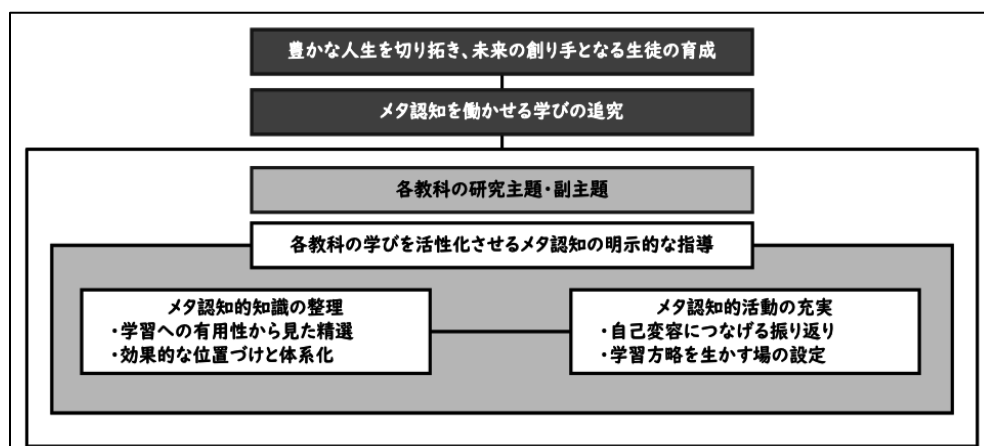 豊かな人生を切り拓き、未来の創り手となる生徒の育成
メタ認知を働かせる学びの追究
各教科の研究主題・副主題
各教科の学びを活性化させるメタ認知の明示的な指導
メタ認知的知識の整理
・学習への有用性から見た精選
・効果的な位置づけと体系化
メタ認知的活動の充実
・自己変容につなげる振り返り
・学習方略を生かす場の設定